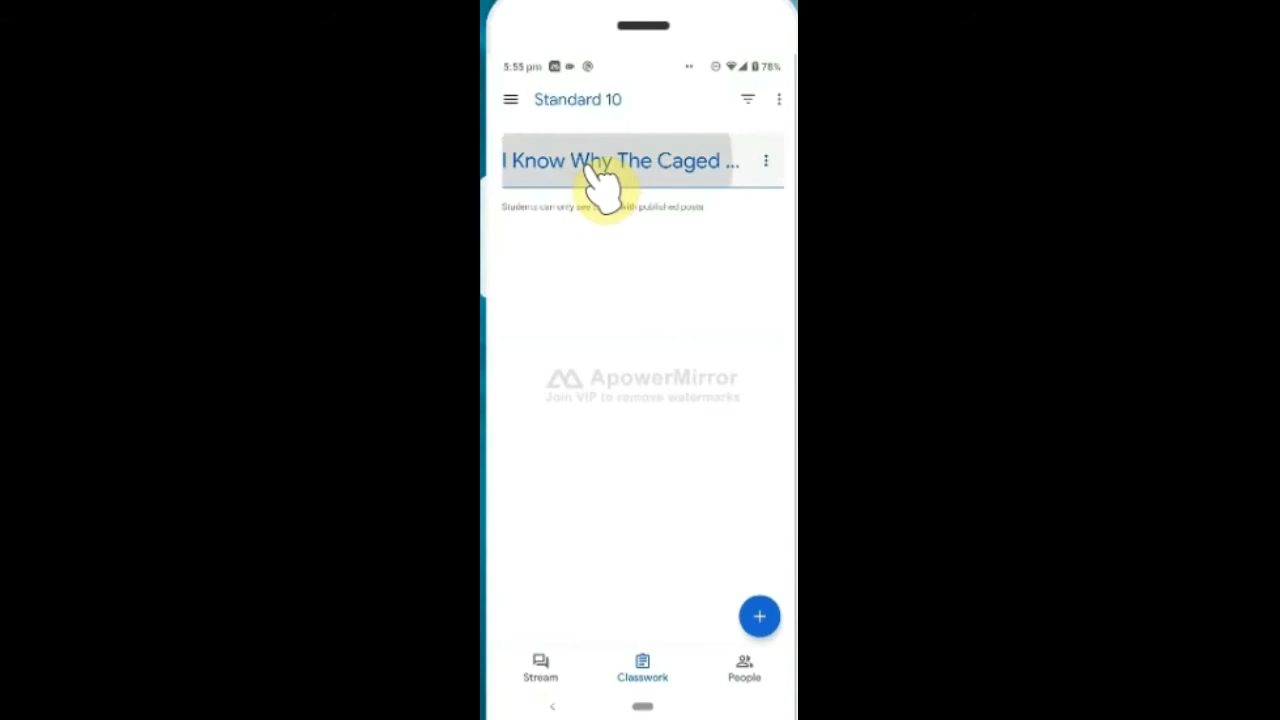 5:55 pm 78%
Standard 10
I Know Why The Caged ...
Students can only see with published posts
ApowerMirror
Join VIP to remove watermarks
Stream Classwork People